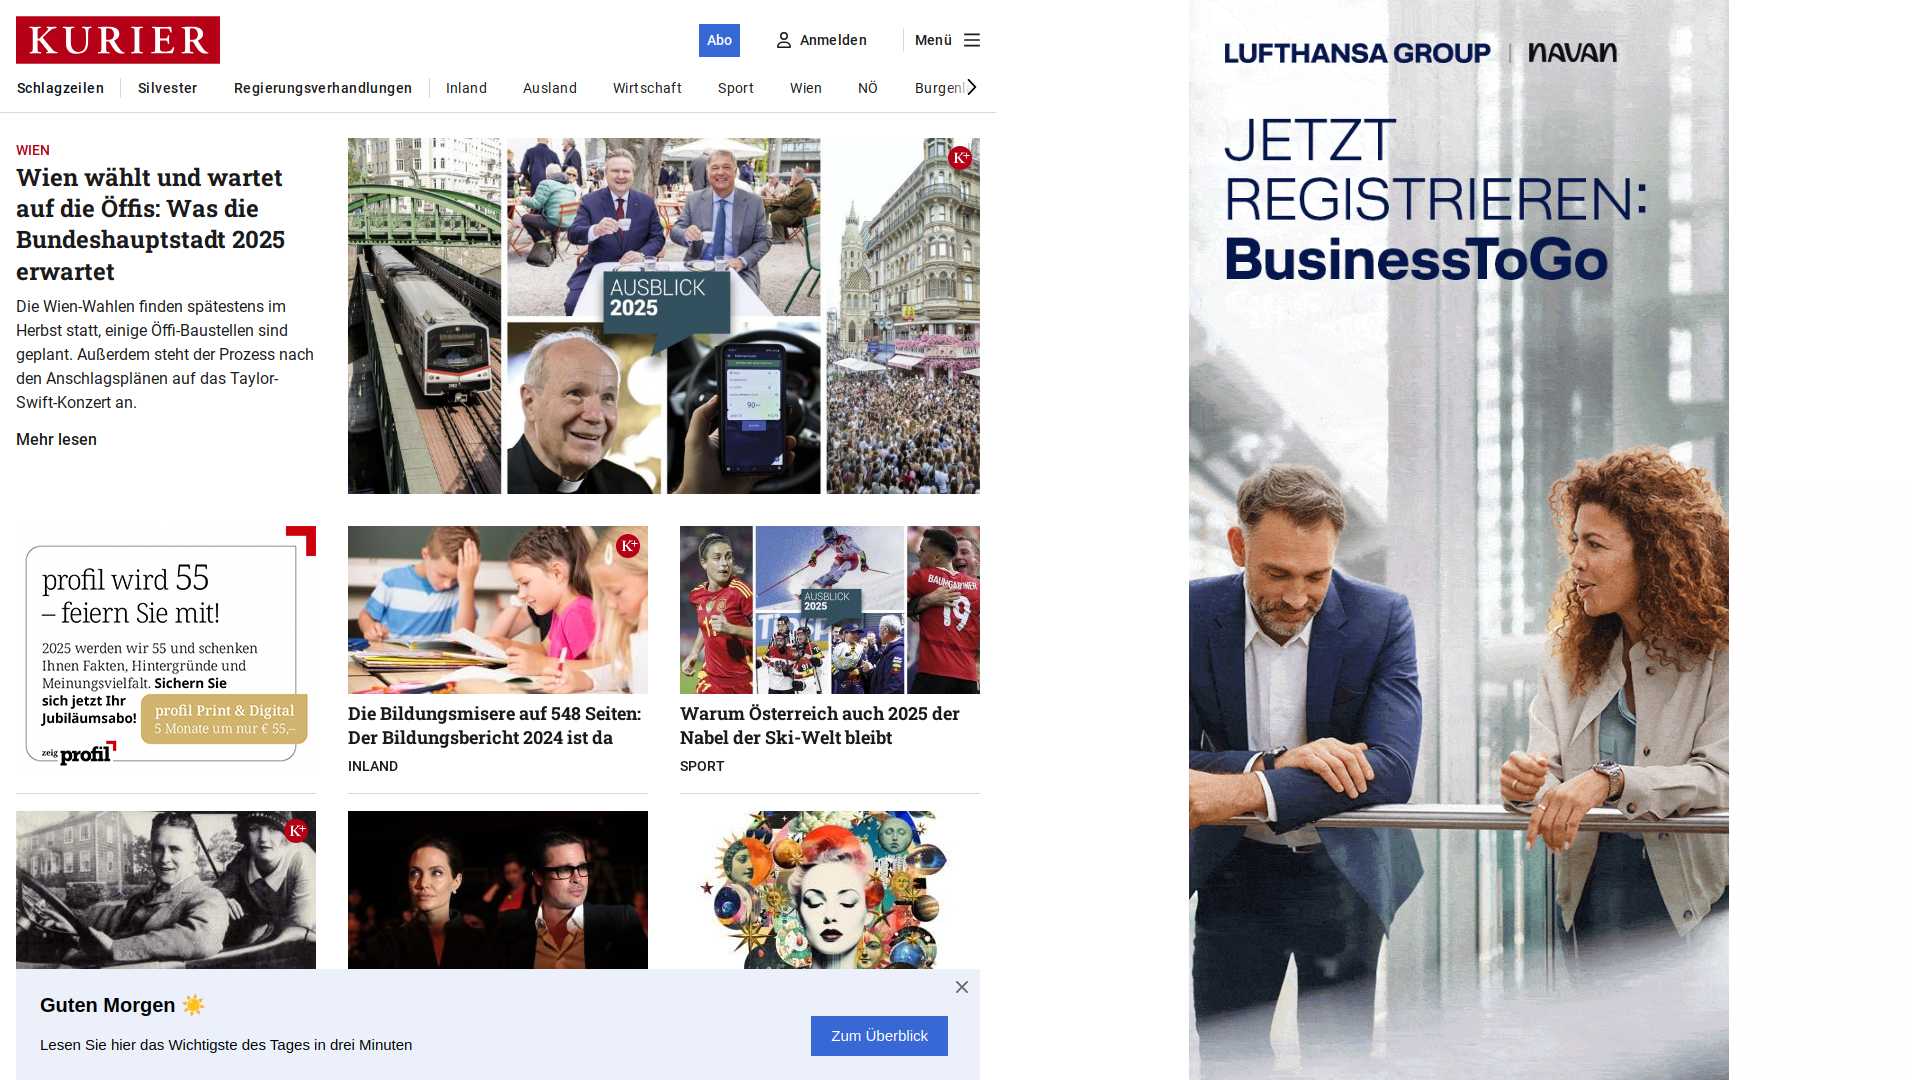 KURIER
Abo
Anmelden
Menü
Schlagzeilen
Silvester
Regierungsverhandlungen
Inland
Ausland
Wirtschaft
Sport
Wien
NÖ
WIEN
Wien wählt und wartet
auf die Öffis: Was die
Bundeshauptstadt 2025
erwartet
Die Wien-Wahlen finden spätestens im
Herbst statt, einige Öffi-Baustellen sind
geplant. Außerdem steht der Prozess nach
den Anschlagsplänen auf das Taylor-
Swift-Konzert an.
Mehr lesen
K+
AUSBLICK
2025
profil wird 55
– feiern Sie mit!
2025 werden wir 55 und schenken
Ihnen Fakten, Hintergründe und
Meinungsvielfalt. Sichern Sie
sich jetzt Ihr
Jubiläumsabo!
profil Print & Digital
5 Monate um nur € 55,–
zeig profil
K+
Die Bildungsmisere auf 548 Seiten:
Der Bildungsbericht 2024 ist da
INLAND
AUSBLICK
2025
BAUMGARTNER
19
11
Warum Österreich auch 2025 der
Nabel der Ski-Welt bleibt
SPORT
K+
Guten Morgen ☀️
Lesen Sie hier das Wichtigste des Tages in drei Minuten
Zum Überblick
LUFTHANSA GROUP | NAVAN
JETZT
REGISTRIEREN:
BusinessToGo